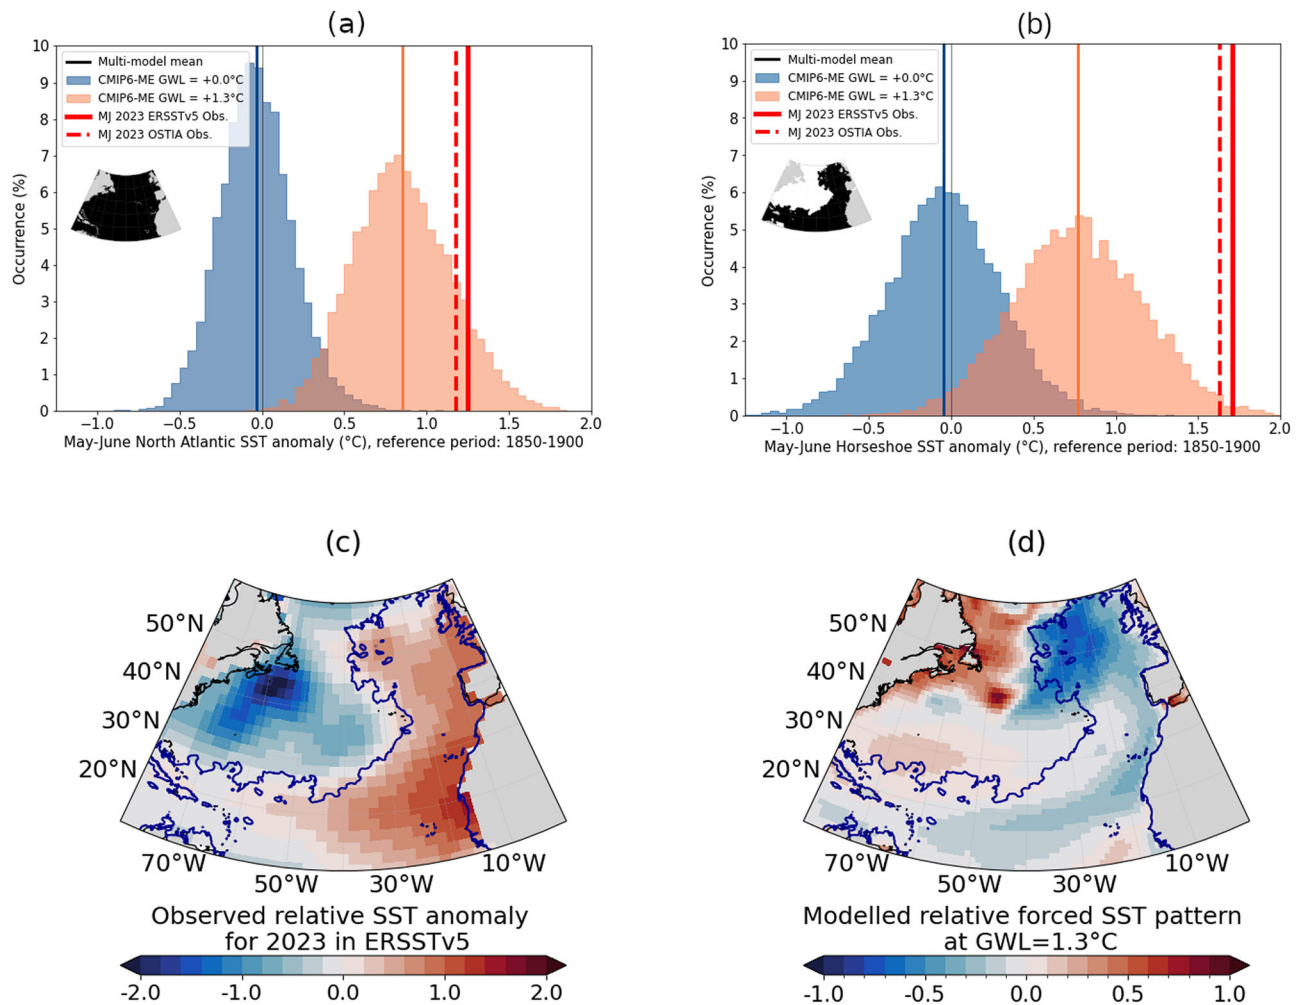 (a)
10
9
8
7
6
5
4
3
2
1
0
Occurrence (%)
Multi-model mean
CMIP6-ME GWL = +0.0°C
CMIP6-ME GWL = +1.3°C
MJ 2023 ERSSTv5 Obs.
MJ 2023 OSTIA Obs.
-1.0 -0.5 0.0 0.5 1.0 1.5 2.0
May-June North Atlantic SST anomaly (°C), reference period: 1850-1900
(b)
10
9
8
7
6
5
4
3
2
1
0
Occurrence (%)
Multi-model mean
CMIP6-ME GWL = +0.0°C
CMIP6-ME GWL = +1.3°C
MJ 2023 ERSSTv5 Obs.
MJ 2023 OSTIA Obs.
−1.0 −0.5 0.0 0.5 1.0 1.5 2.0
May-June Horseshoe SST anomaly (°C), reference period: 1850-1900
(c)
50°N
40°N
30°N
20°N
70°W 50°W 30°W 10°W
Observed relative SST anomaly
for 2023 in ERSSTv5
-2.0 -1.0 0.0 1.0 2.0
(d)
50°N
40°N
30°N
20°N
70°W 50°W 30°W 10°W
Modelled relative forced SST pattern
at GWL=1.3°C
-1.0 -0.5 0.0 0.5 1.0